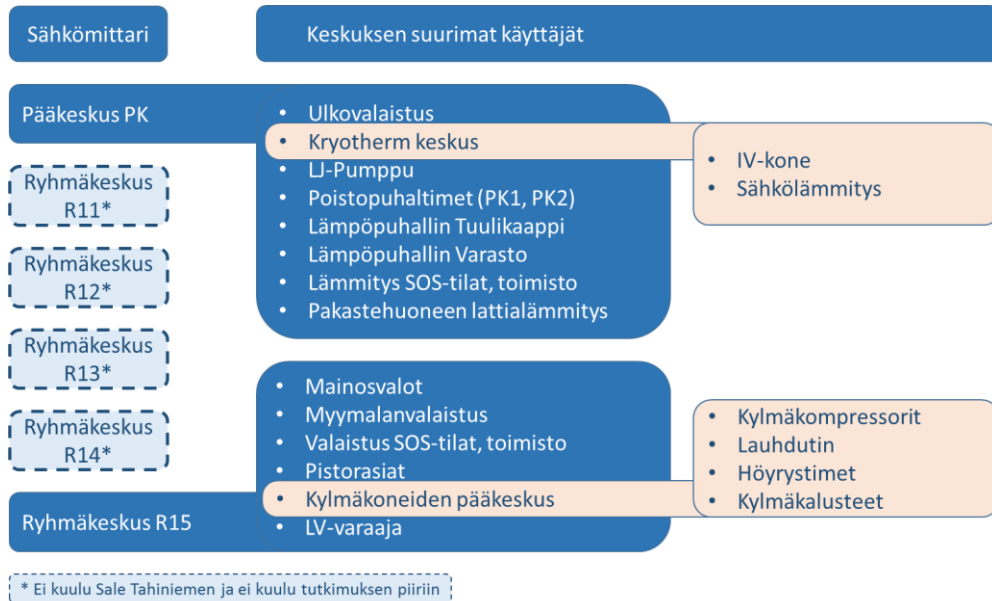 Sähkömittari
Keskuksen suurimat käyttäjät
Pääkeskus PK
• Ulkovalaistus
• Kryotherm keskus
• LJ-Pumppu
• Poistopuhaltimet (PK1, PK2)
• Lämpöpuhallin Tuulikaappi
• Lämpöpuhallin Varasto
• Lämmitys SOS-tilat, toimisto
• Pakastehuoneen lattialämmitys
• IV-kone
• Sähkölämmitys
Ryhmäkeskus
R11*
Ryhmäkeskus
R12*
Ryhmäkeskus
R13*
Ryhmäkeskus
R14*
Ryhmäkeskus R15
• Mainosvalot
• Myymalanvalaistus
• Valaistus SOS-tilat, toimisto
• Pistorasiat
• Kylmäkoneiden pääkeskus
• LV-varaaja
• Kylmäkompressorit
• Lauhdutin
• Höyrystimet
• Kylmäkalusteet
* Ei kuulu Sale Tahiniemen ja ei kuulu tutkimuksen piiriin